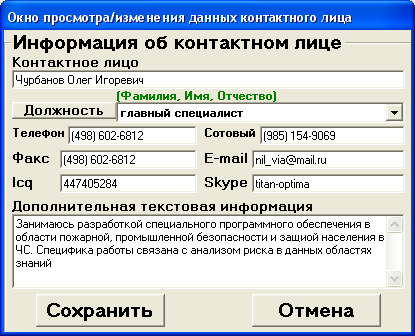 Окно просмотра/изменения данных контактного лица
Информация об контактном лице
Контактное лицо
Чурбанов Олег Игоревич
(Фамилия, Имя, Отчество)
Должность главный специалист
Телефон (498) 602-6812 Сотовый (985) 154-9069
Факс (498) 602-6812 E-mail nil_via@mail.ru
Icq 447405284 Skype titan-optima
Дополнительная текстовая информация
Занимаюсь разработкой специального программного обеспечения в
области пожарной, промышленной безопасности и защиой населения в
ЧС. Специфика работы связана с анализом риска в данных областях
знаний
Сохранить Отмена